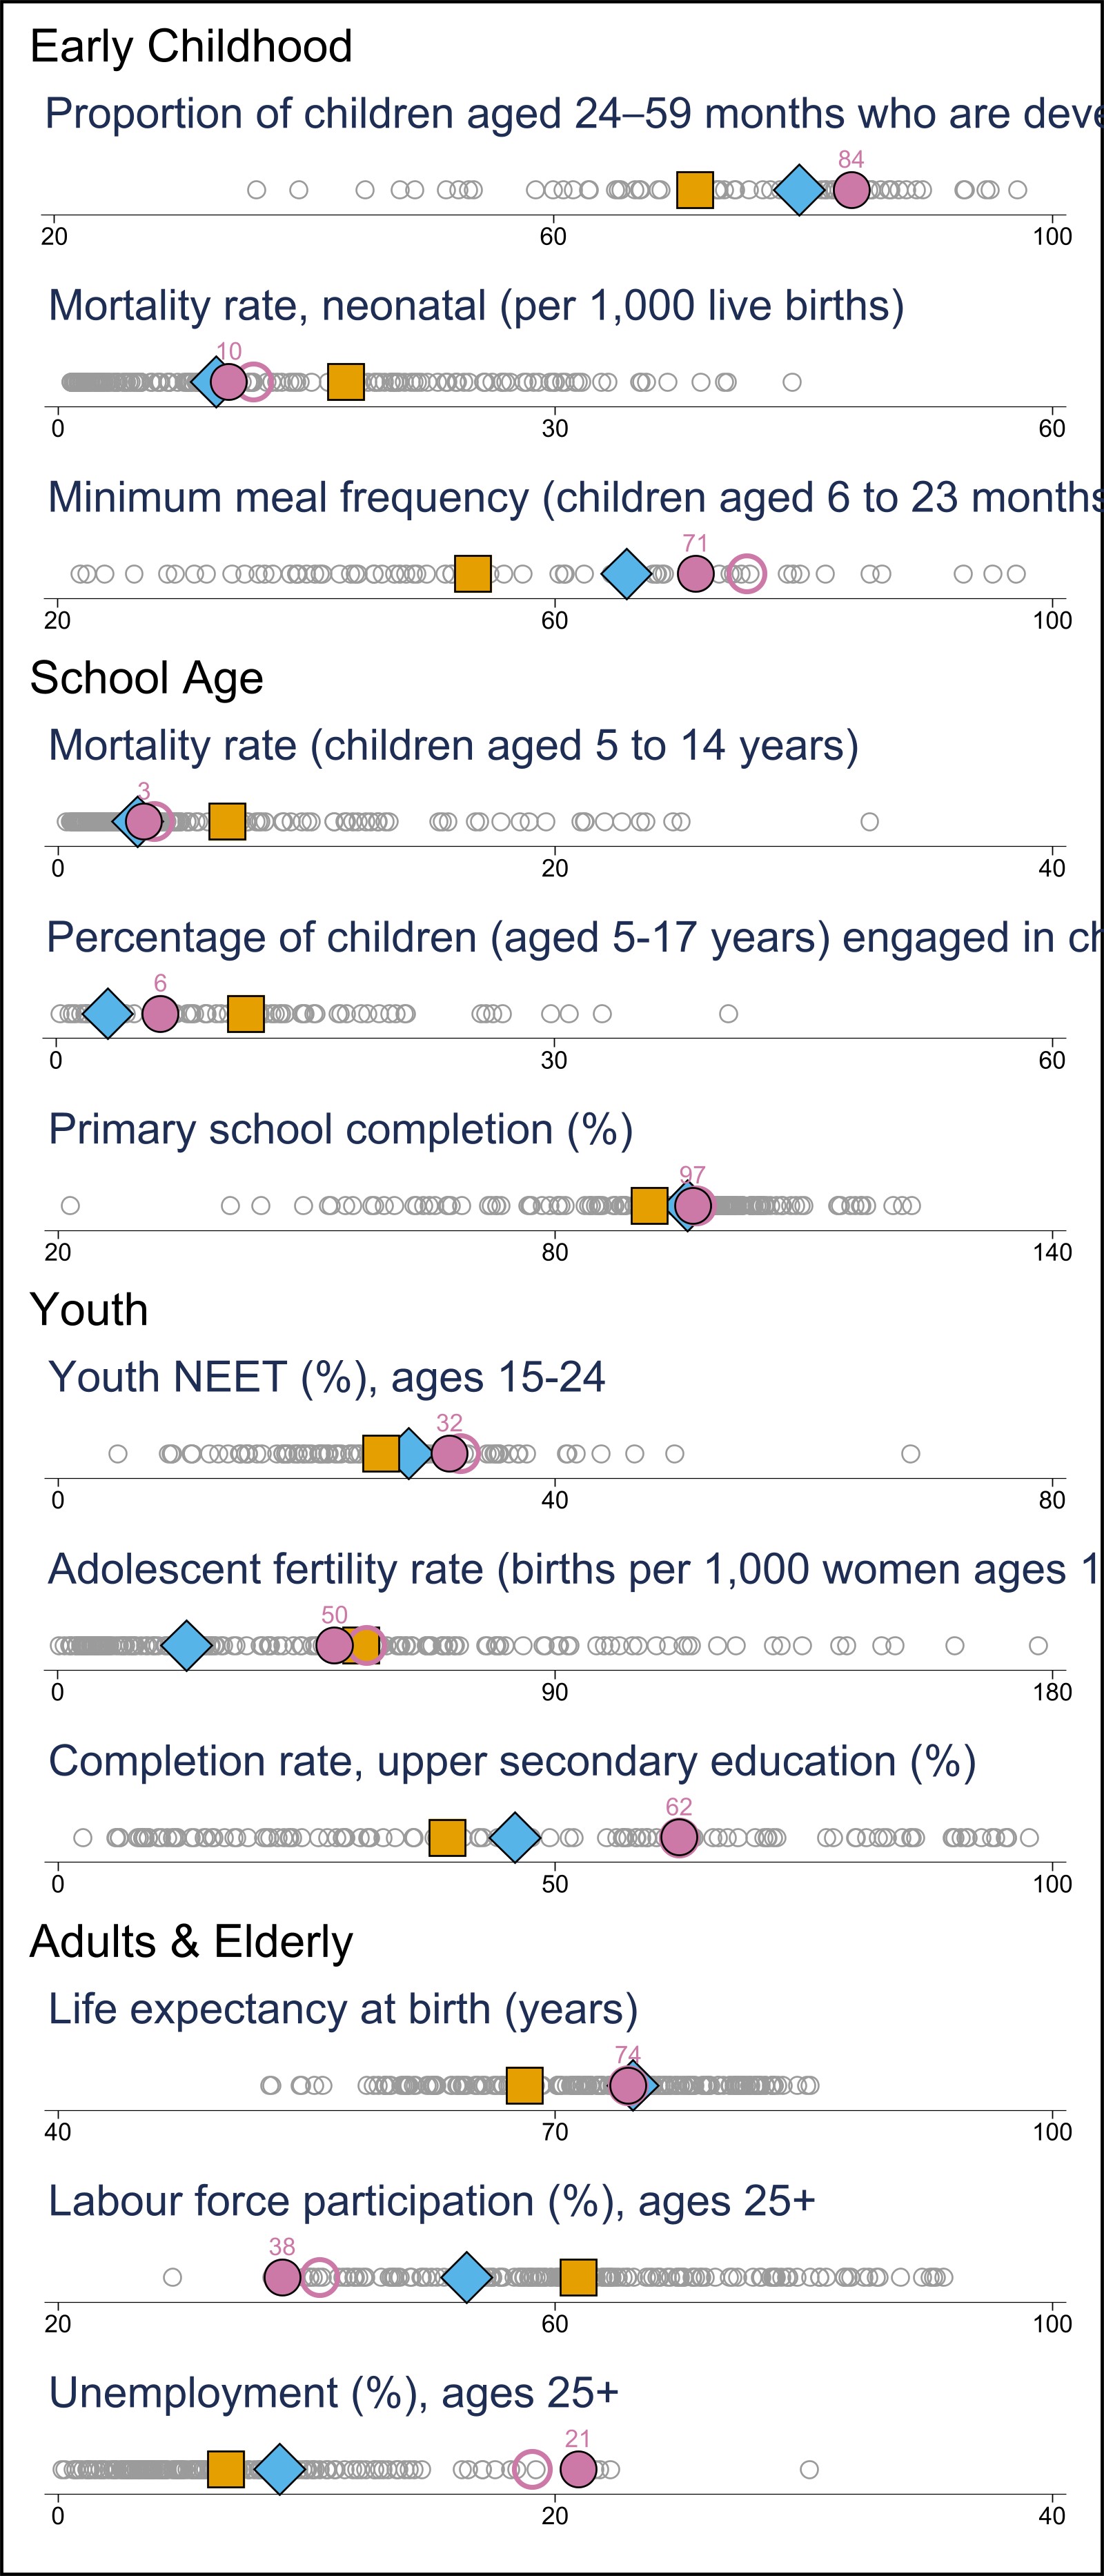 Early Childhood
Proportion of children aged 24–59 months who are deve
84
20 60 100
Mortality rate, neonatal (per 1,000 live births)
10
0 30 60
Minimum meal frequency (children aged 6 to 23 months
71
20 60 100
School Age
Mortality rate (children aged 5 to 14 years)
3
0 20 40
Percentage of children (aged 5-17 years) engaged in ch
6
0 30 60
Primary school completion (%)
97
20 80 140
Youth
Youth NEET (%), ages 15-24
32
0 40 80
Adolescent fertility rate (births per 1,000 women ages 1
50
0 90 180
Completion rate, upper secondary education (%)
62
0 50 100
Adults & Elderly
Life expectancy at birth (years)
74
40 70 100
Labour force participation (%), ages 25+
38
20 60 100
Unemployment (%), ages 25+
21
0 20 40